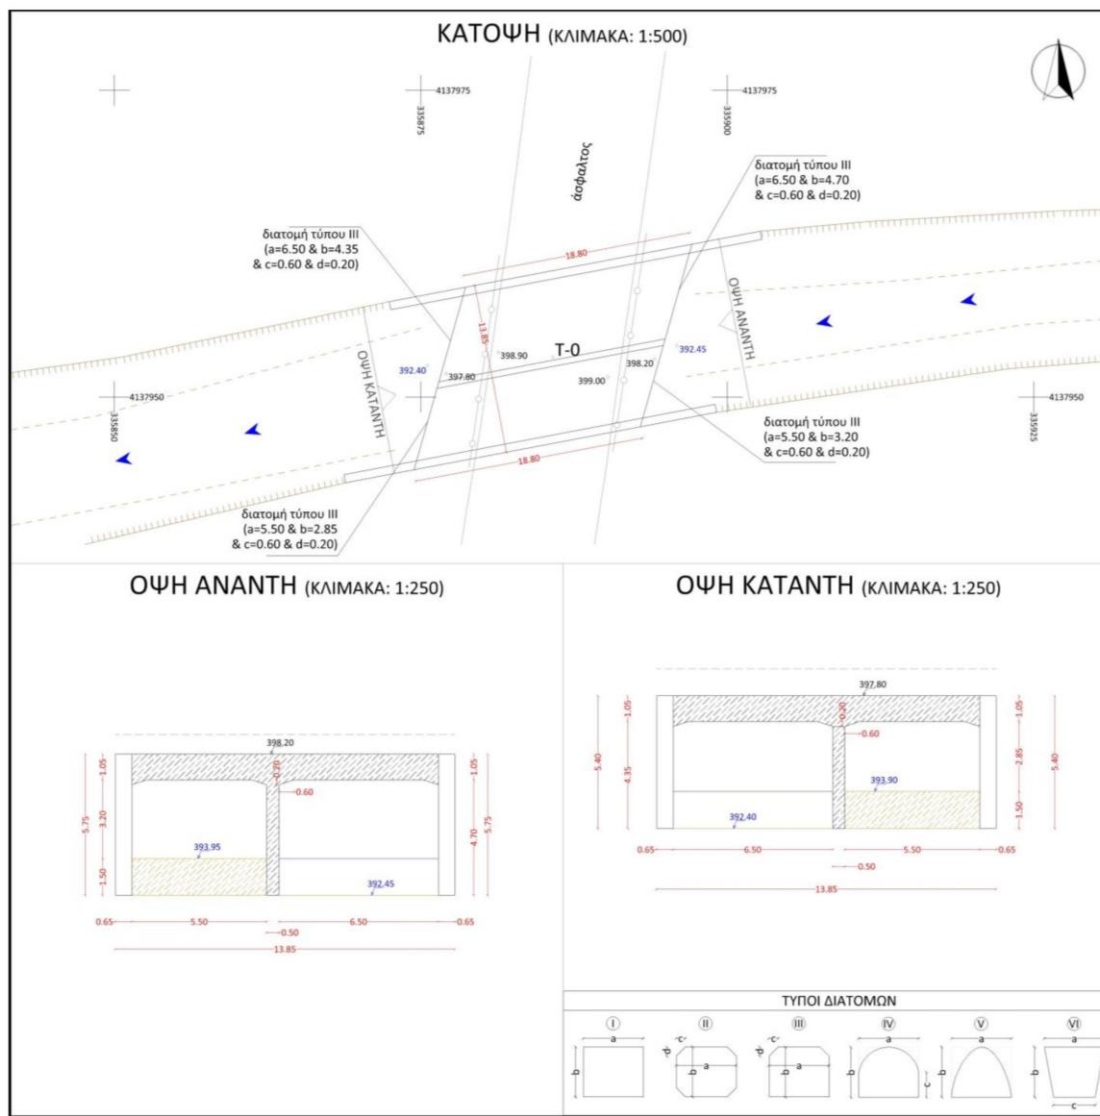 ΚΑΤΟΨΗ (ΚΛΙΜΑΚΑ: 1:500)
4137975
4137975
335875
335900
άσφαλτος
διατομή τύπου III
(a=6.50 & b=4.70
& c=0.60 & d=0.20)
διατομή τύπου III
(a=6.50 & b=4.35
& c=0.60 & d=0.20)
18.80
ΟΨΗ ΑΝΑΝΤΗ
13.85
Τ-0
398.90
392.45
ΟΨΗ ΚΑΤΑΝΤΗ
392.40
397.80
399.00
398.20
4137950
4137950
335850
335925
διατομή τύπου III
(a=5.50 & b=3.20
& c=0.60 & d=0.20)
18.80
διατομή τύπου III
(a=5.50 & b=2.85
& c=0.60 & d=0.20)
ΟΨΗ ΑΝΑΝΤΗ (ΚΛΙΜΑΚΑ: 1:250)
398.20
1.05
0.20
1.05
0.60
5.75
3.20
4.70
5.75
393.95
1.50
392.45
0.65
5.50
6.50
0.65
0.50
13.85
ΟΨΗ ΚΑΤΑΝΤΗ (ΚΛΙΜΑΚΑ: 1:250)
397.80
1.05
0.20
1.05
0.60
5.40
4.35
2.85
5.40
393.90
392.40
1.50
0.65
6.50
5.50
0.65
0.50
13.85
ΤΥΠΟΙ ΔΙΑΤΟΜΩΝ
I
II
III
IV
V
VI
a
c
c
a
a
a
d
d
b
b
a
b
a
b
c
b
b
c